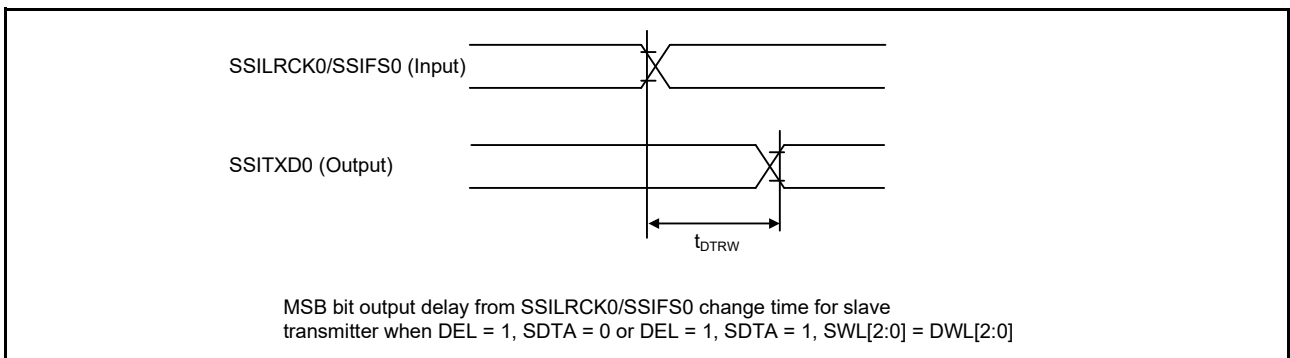 SSILRCK0/SSIFS0 (Input)
SSITXD0 (Output)
tDTRW
MSB bit output delay from SSILRCK0/SSIFS0 change time for slave
transmitter when DEL = 1, SDTA = 0 or DEL = 1, SDTA = 1, SWL[2:0] = DWL[2:0]